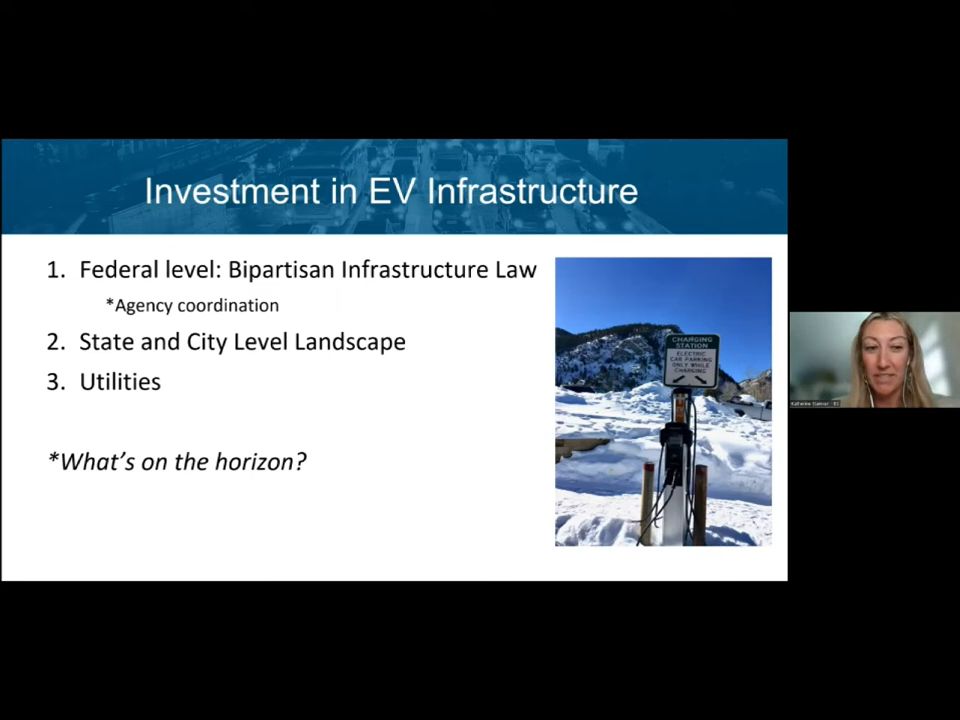 Investment in EV Infrastructure
1. Federal level: Bipartisan Infrastructure Law
*Agency coordination
2. State and City Level Landscape
3. Utilities
*What's on the horizon?
CHARGING
STATION
ELECTRIC
CAR PARKING
ONLY WHILE
CHARGING
Katherine